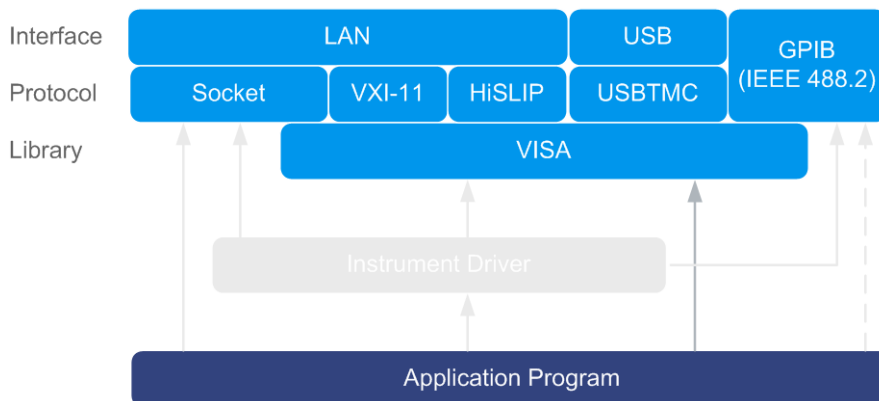 Interface
LAN
USB
GPIB
(IEEE 488.2)
Protocol
Socket
VXI-11
HiSLIP
USBTMC
Library
VISA
Instrument Driver
Application Program